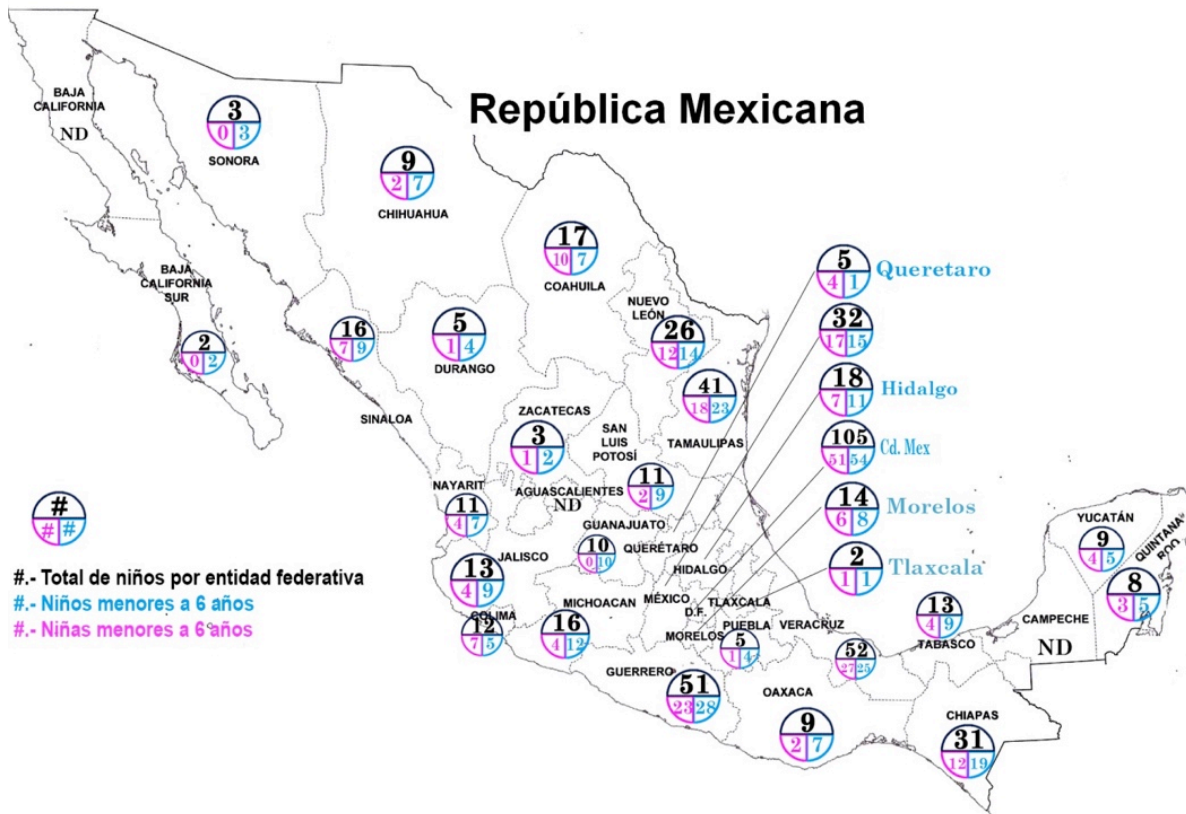 República Mexicana
BAJA
CALIFORNIA
ND
3
0 3
SONORA
9
2 7
CHIHUAHUA
17
10 7
COAHUILA
BAJA
CALIFORNIA
SUR
2
0 2
16
7 9
SINALOA
5
1 4
DURANGO
NUEVO
LEÓN
26
12 14
41
18 23
TAMAULIPAS
ZACATECAS
3
1 2
SAN
LUIS
POTOSÍ
11
2 9
NAYARIT
11
4 7
AGUASCALIENTES
ND
GUANAJUATO
10
0 10
QUERÉTARO
HIDALGO
JALISCO
13
4 9
COLIMA
12
7 5
MICHOACAN
16
4 12
MÉXICO
D.F.
TLAXCALA
MORELOS
PUEBLA
5
1 4
VERACRUZ
52
27 25
GUERRERO
51
23 28
OAXACA
9
2 7
13
4 9
TABASCO
CHIAPAS
31
12 19
CAMPECHE
ND
YUCATÁN
9
4 5
QUINTANA
ROO
8
3 5
5
4 1
Queretaro
32
17 15
18
7 11
Hidalgo
105
51 54
Cd. Mex
14
6 8
Morelos
2
1 1
Tlaxcala
#
# #
#.- Total de niños por entidad federativa
#.- Niños menores a 6 años
#.- Niñas menores a 6 años